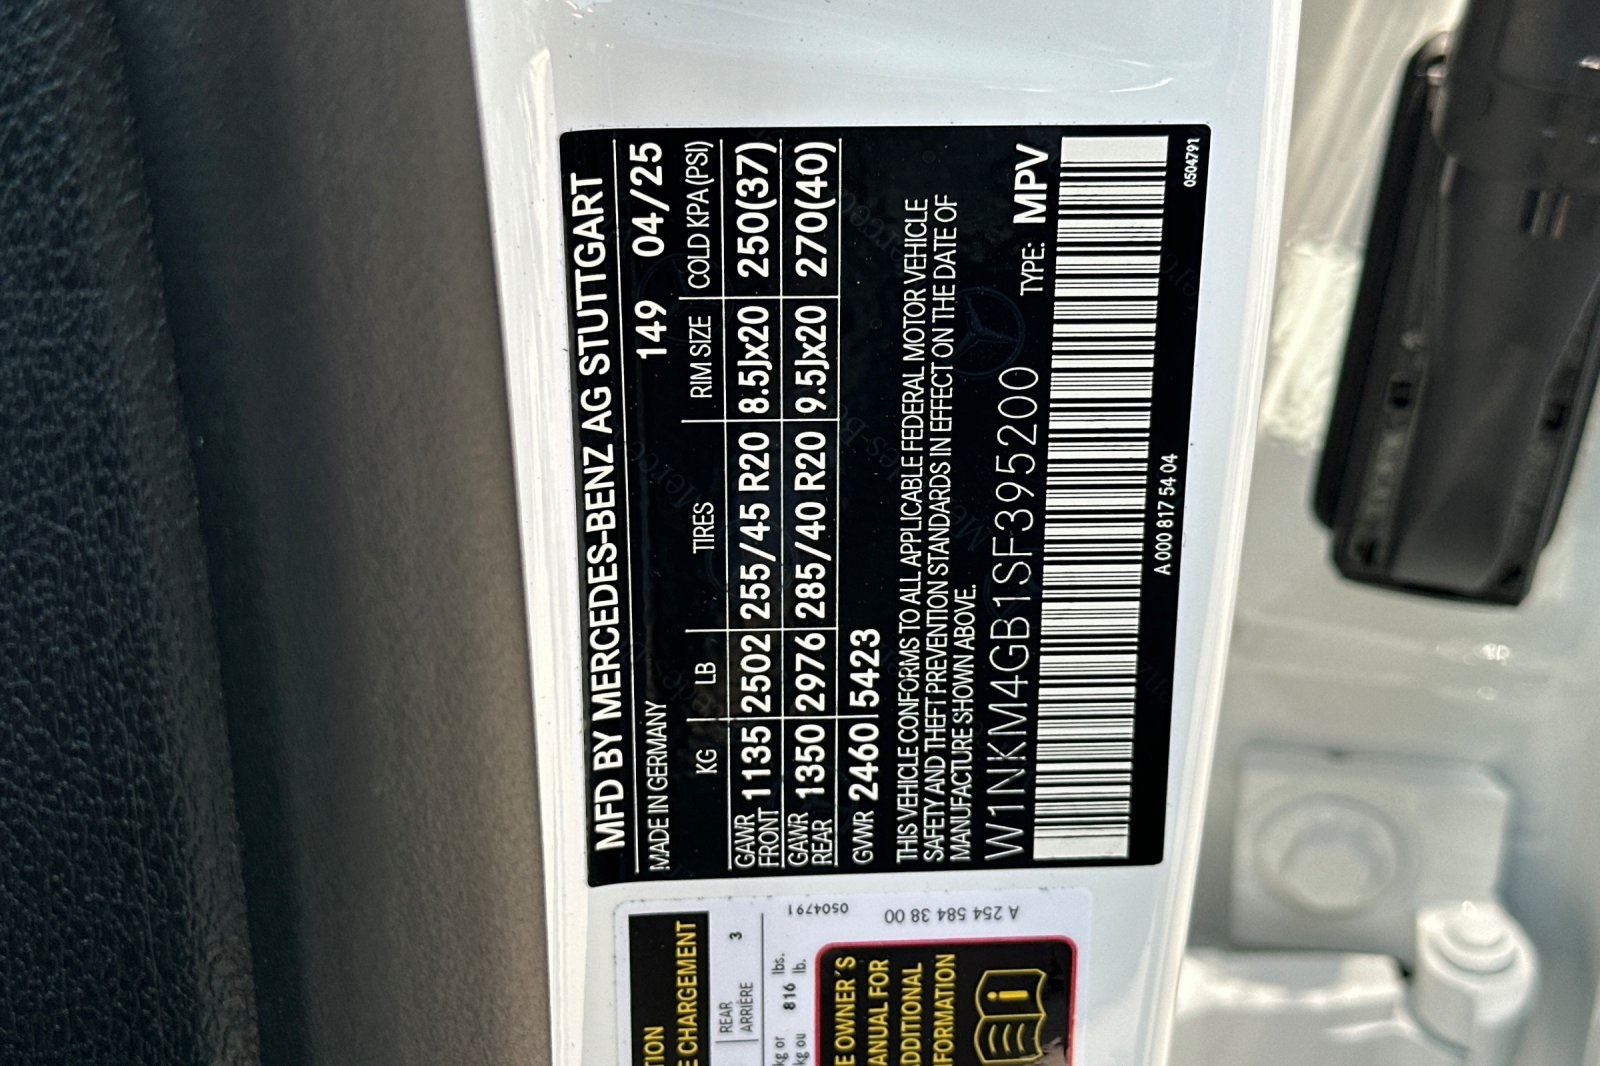 MFD BY MERCEDES-BENZ AG STUTTGART
MADE IN GERMANY 149 04/25
KG LB TIRES RIM SIZE COLD KPA(PSI)
GAWR FRONT 1135 2502 255/45 R20 8.5Jx20 250(37)
GAWR REAR 1350 2976 285/40 R20 9.5Jx20 270(40)
GVWR 2460 5423
THIS VEHICLE CONFORMS TO ALL APPLICABLE FEDERAL MOTOR VEHICLE
SAFETY AND THEFT PREVENTION STANDARDS IN EFFECT ON THE DATE OF
MANUFACTURE SHOWN ABOVE.
W1NKM4GB1SF395200 TYPE: MPV
A 000 817 54 04
0504791
CHARGEMENT
REAR 3
ARRIÈRE
kg or 816 lbs.
kg ou lb.
OWNER'S
FOR
0504791
A 254 584 38 00